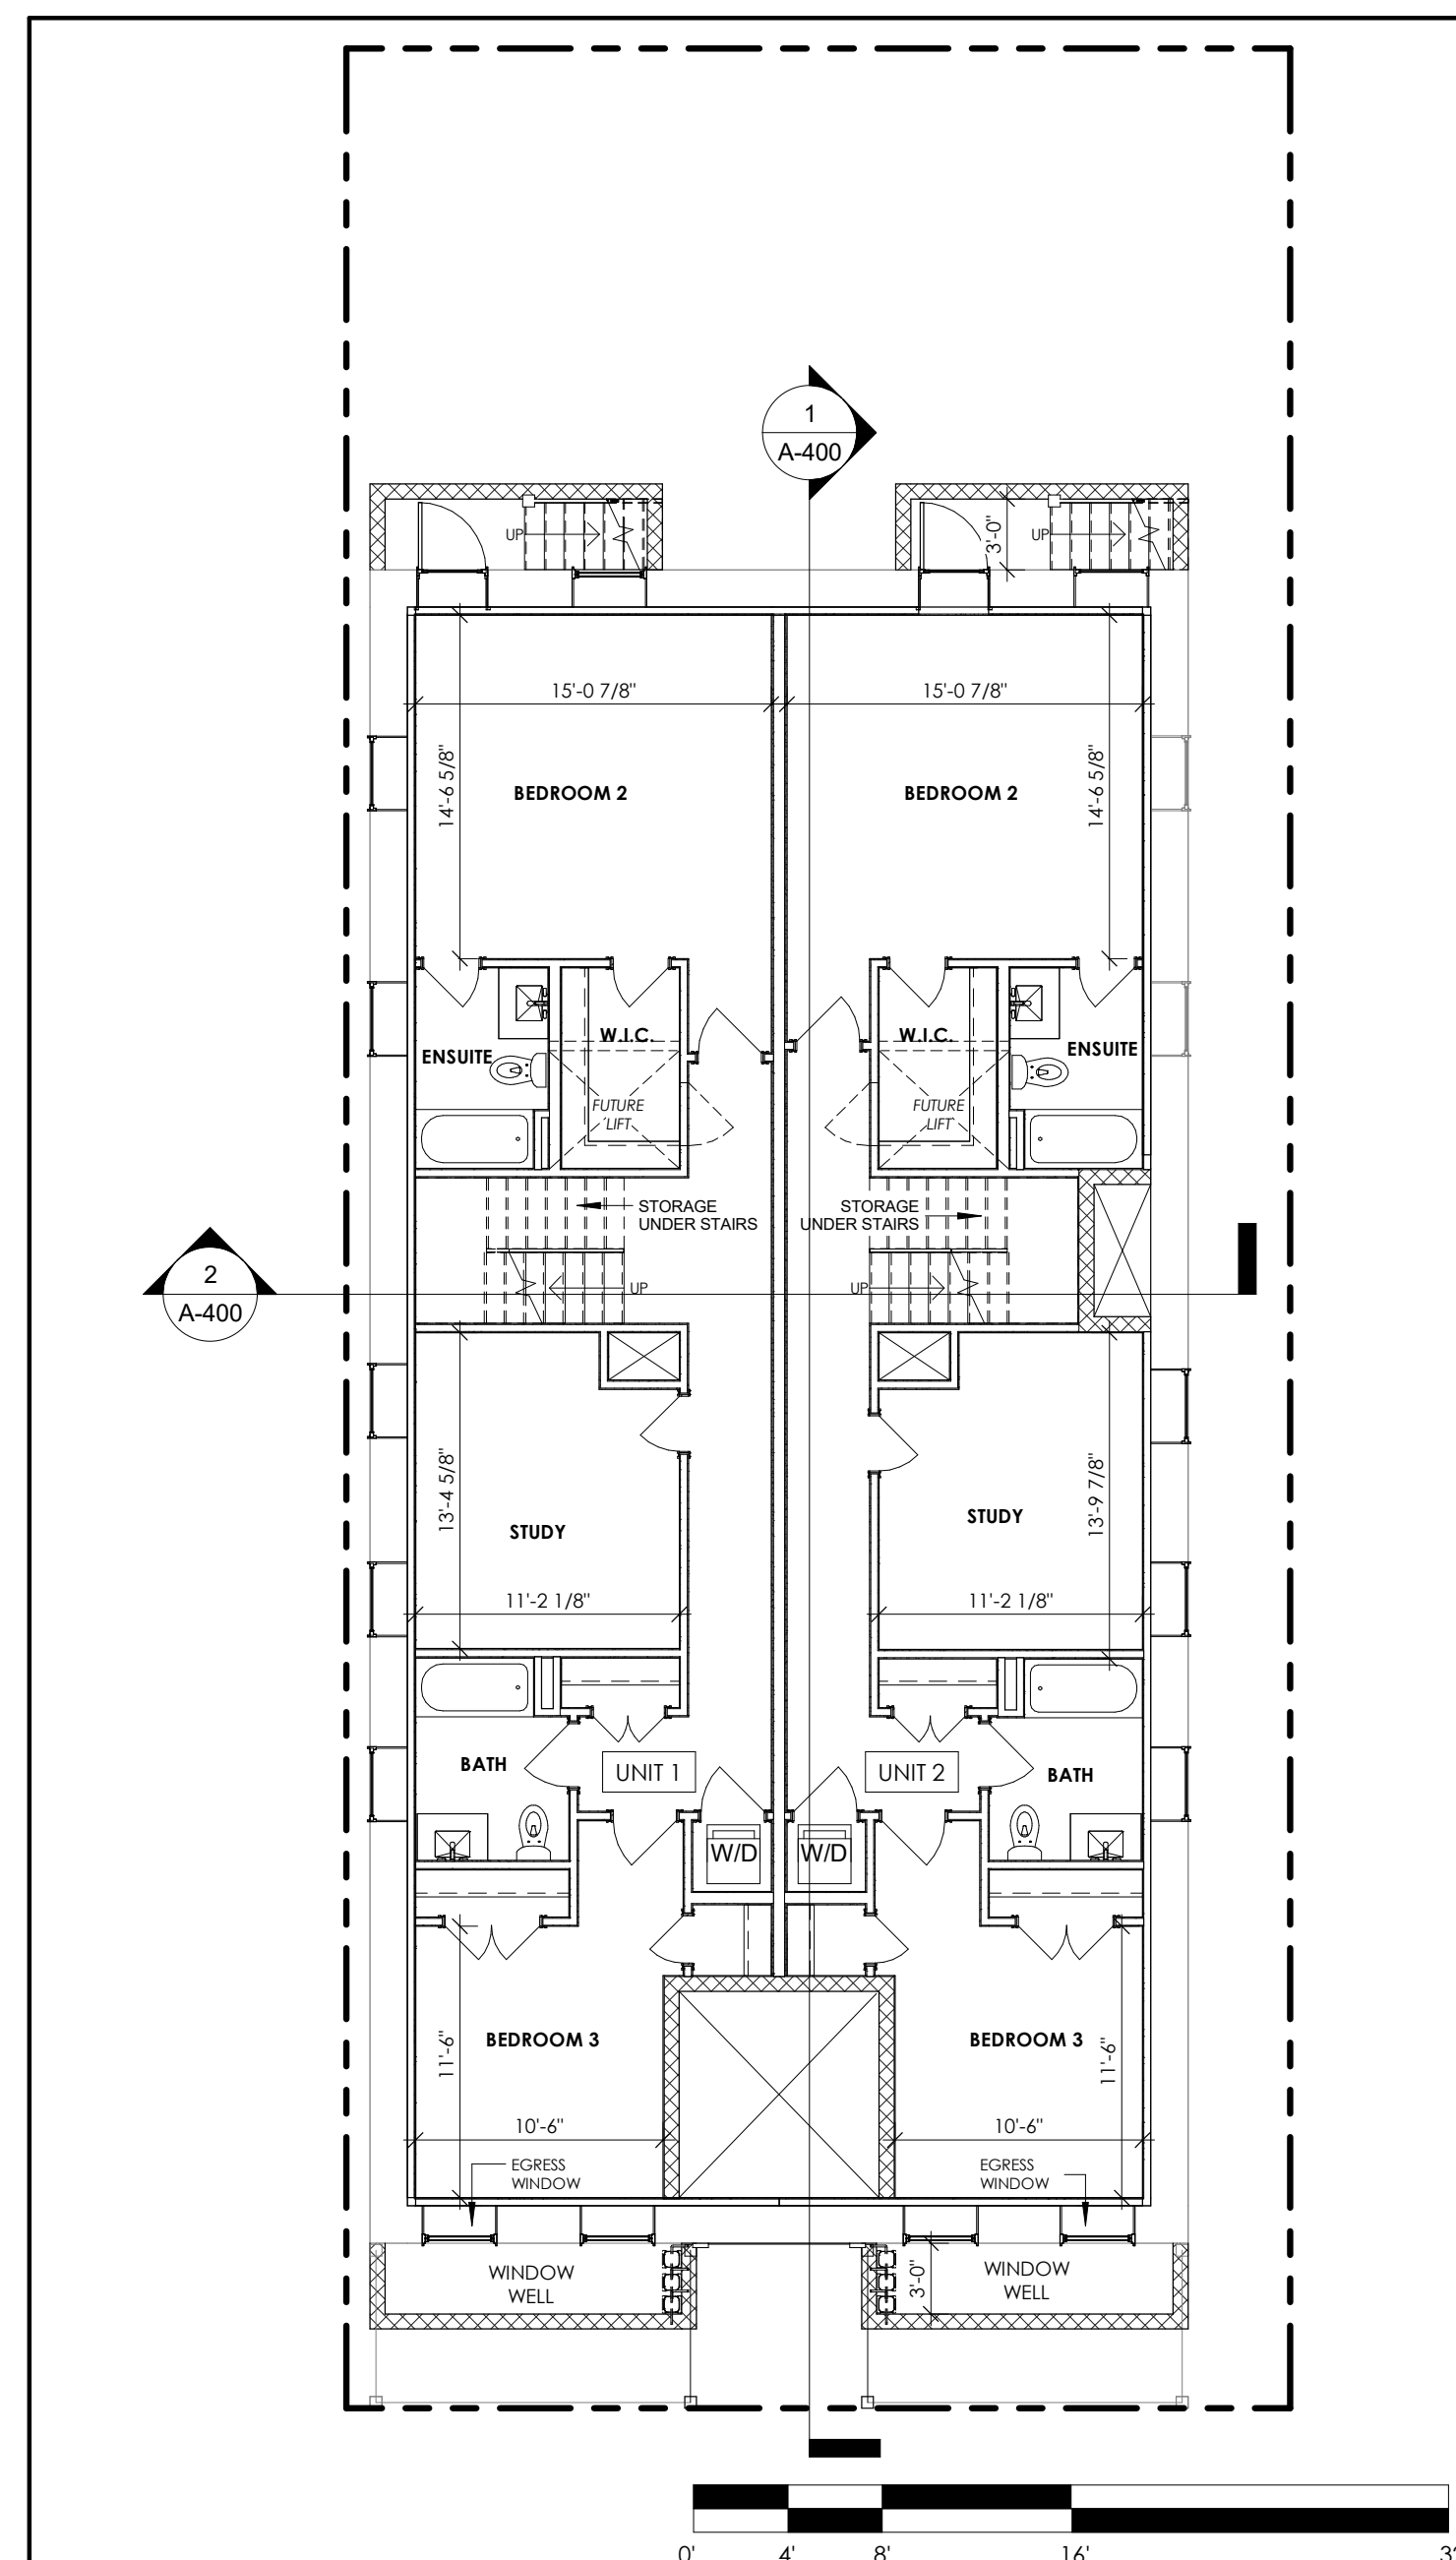 1
A-400
UP
UP
3'-0"
15'-0 7/8"
15'-0 7/8"
14'-6 5/8"
14'-6 5/8"
BEDROOM 2
BEDROOM 2
W.I.C.
W.I.C.
ENSUITE
ENSUITE
FUTURE
LIFT
FUTURE
LIFT
STORAGE
UNDER STAIRS
STORAGE
UNDER STAIRS
2
A-400
UP
UP
13'-4 5/8"
13'-9 7/8"
STUDY
STUDY
11'-2 1/8"
11'-2 1/8"
BATH
UNIT 1
UNIT 2
BATH
W/D
W/D
BEDROOM 3
BEDROOM 3
11'-6"
11'-6"
10'-6"
10'-6"
EGRESS
WINDOW
EGRESS
WINDOW
WINDOW
WELL
3'-0"
WINDOW
WELL
0' 4' 8' 16'